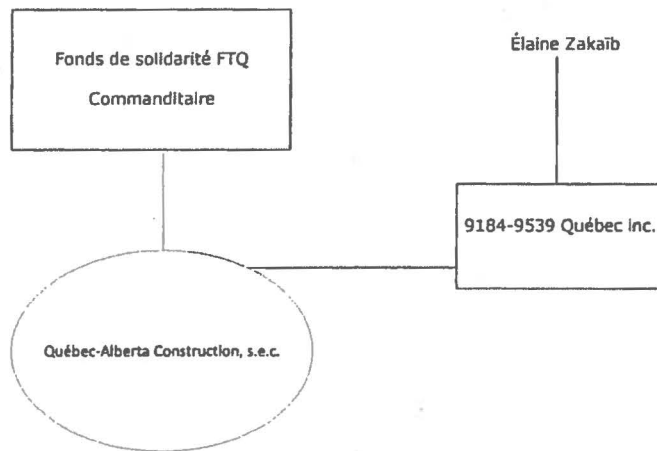 Fonds de solidarité FTQ
Commanditaire
Élaine Zakaïb
9184-9539 Québec inc.
Québec-Alberta Construction, s.e.c.